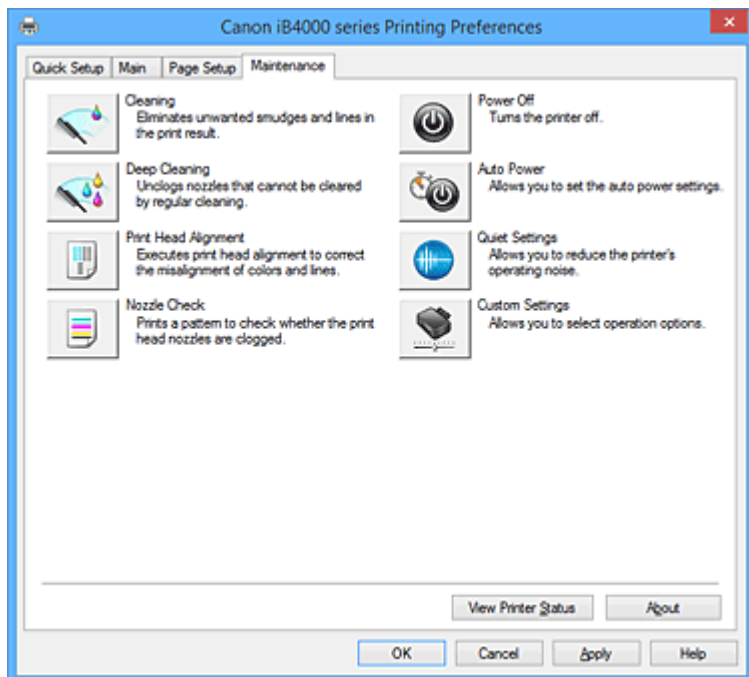 Canon iB4000 series Printing Preferences
Quick Setup
Main
Page Setup
Maintenance
Cleaning
Eliminates unwanted smudges and lines in
the print result.
Deep Cleaning
Unclogs nozzles that cannot be cleared
by regular cleaning.
Print Head Alignment
Executes print head alignment to correct
the misalignment of colors and lines.
Nozzle Check
Prints a pattern to check whether the print
head nozzles are clogged.
Power Off
Turns the printer off.
Auto Power
Allows you to set the auto power settings.
Quiet Settings
Allows you to reduce the printer's
operating noise.
Custom Settings
Allows you to select operation options.
View Printer Status
About
OK
Cancel
Apply
Help